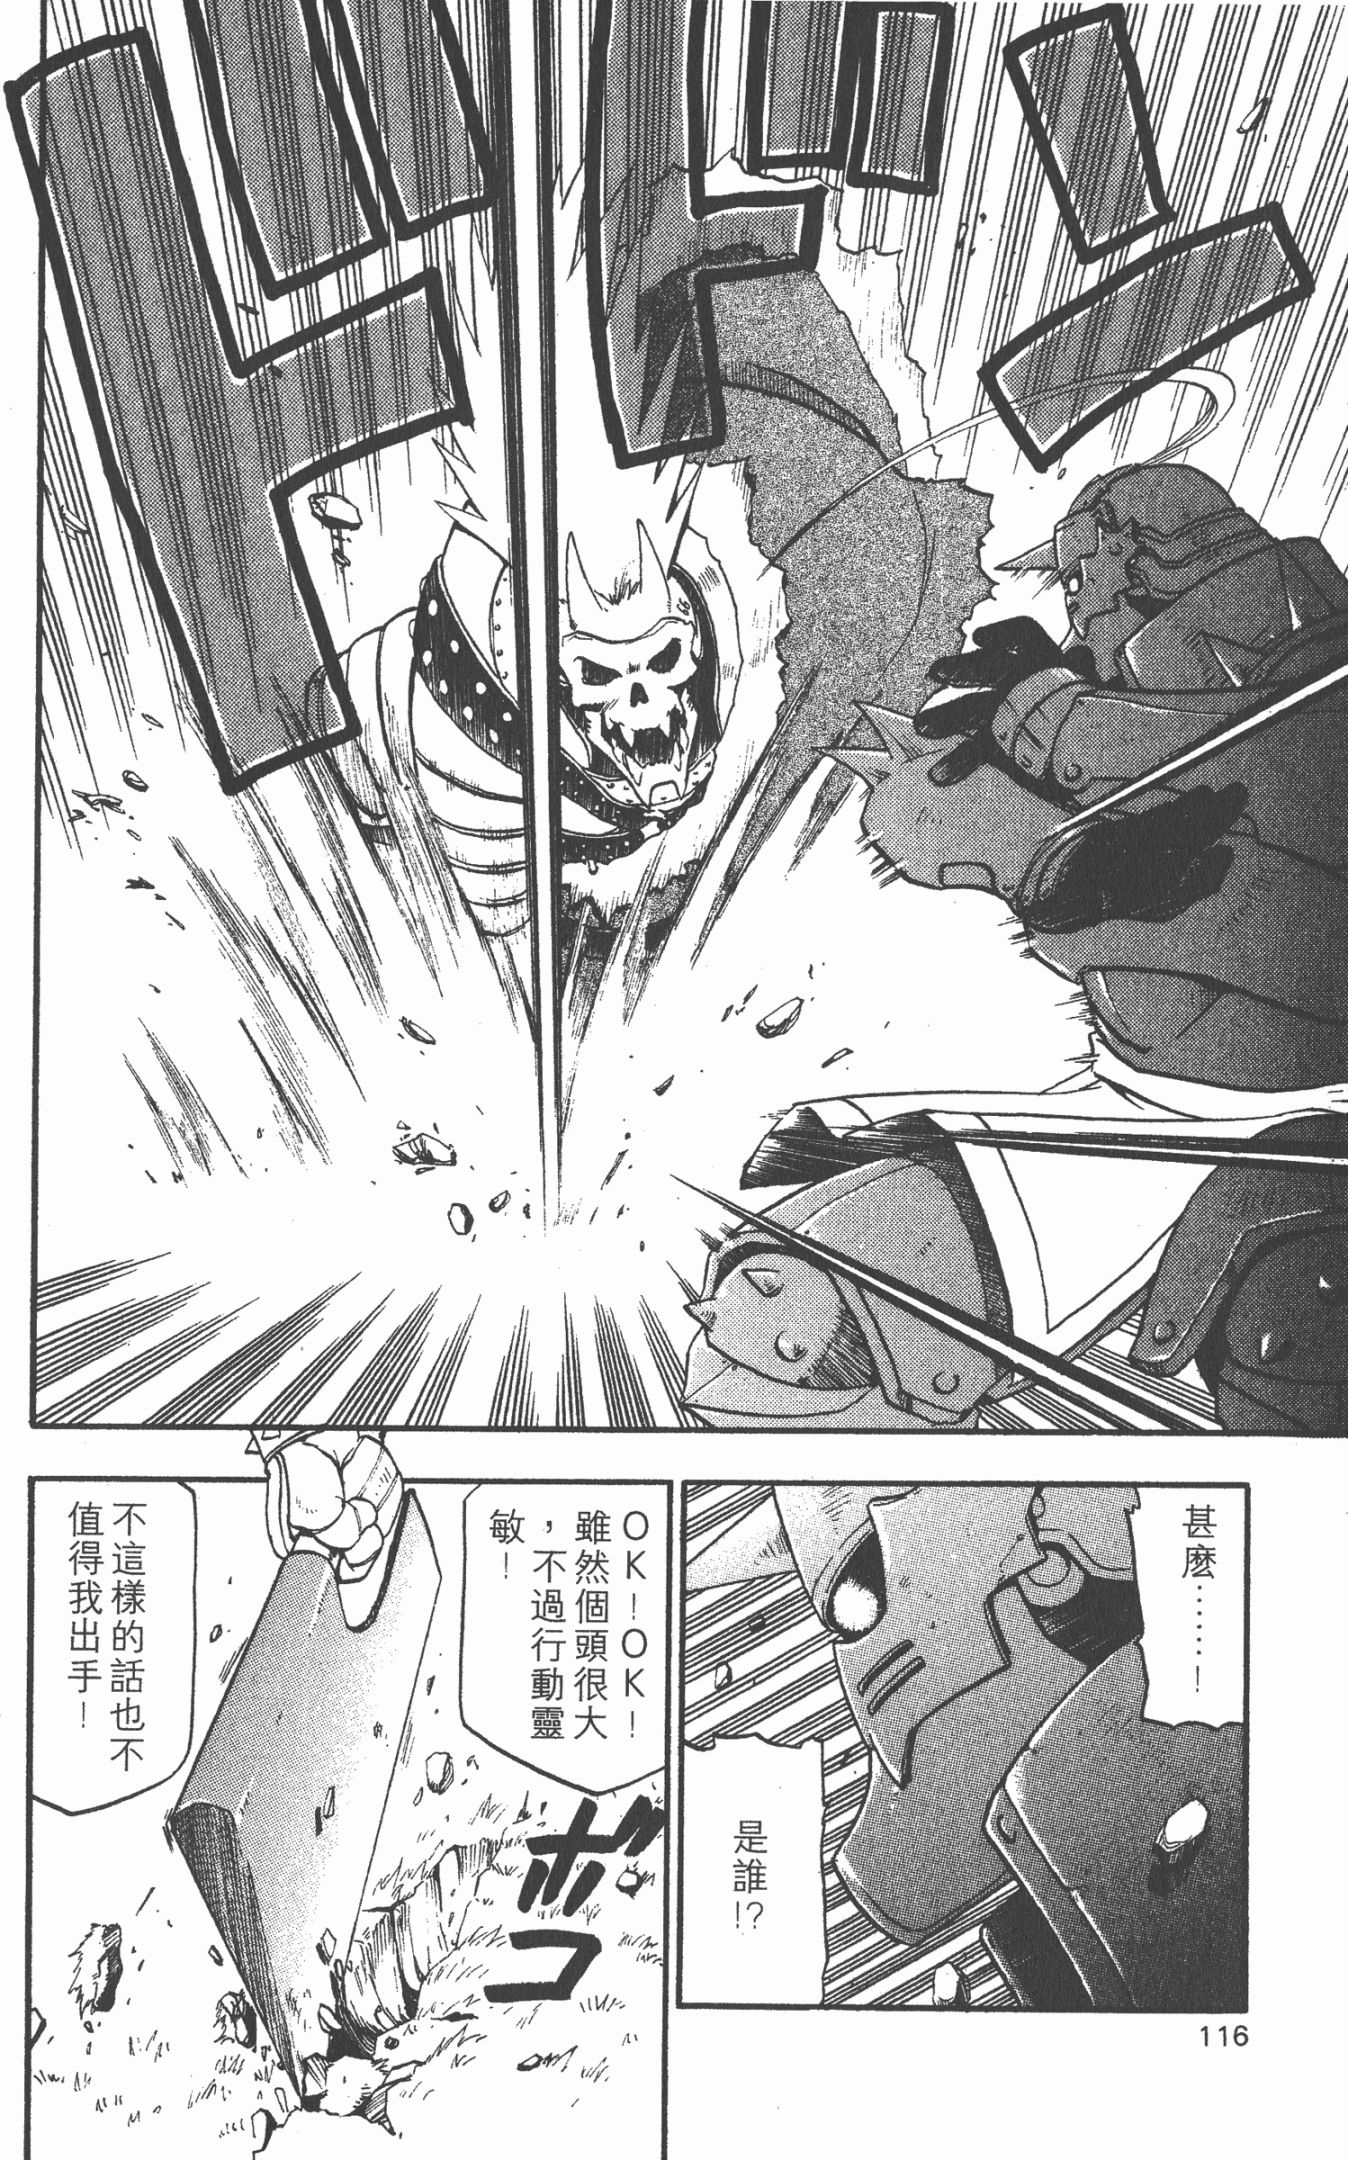 ドドン
甚麼……！
是誰！？
OK！OK！
雖然個頭很大
，不過行動靈
敏！
不這樣的話也不
值得我出手！
ボコ
116